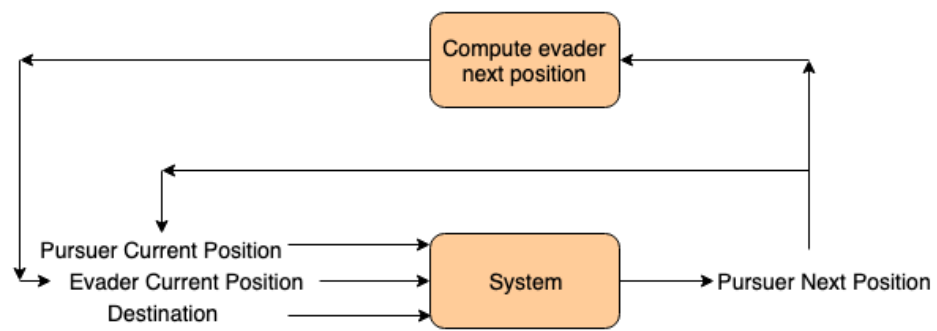 Compute evader
next position
Pursuer Current Position
Evader Current Position
Destination
System
Pursuer Next Position